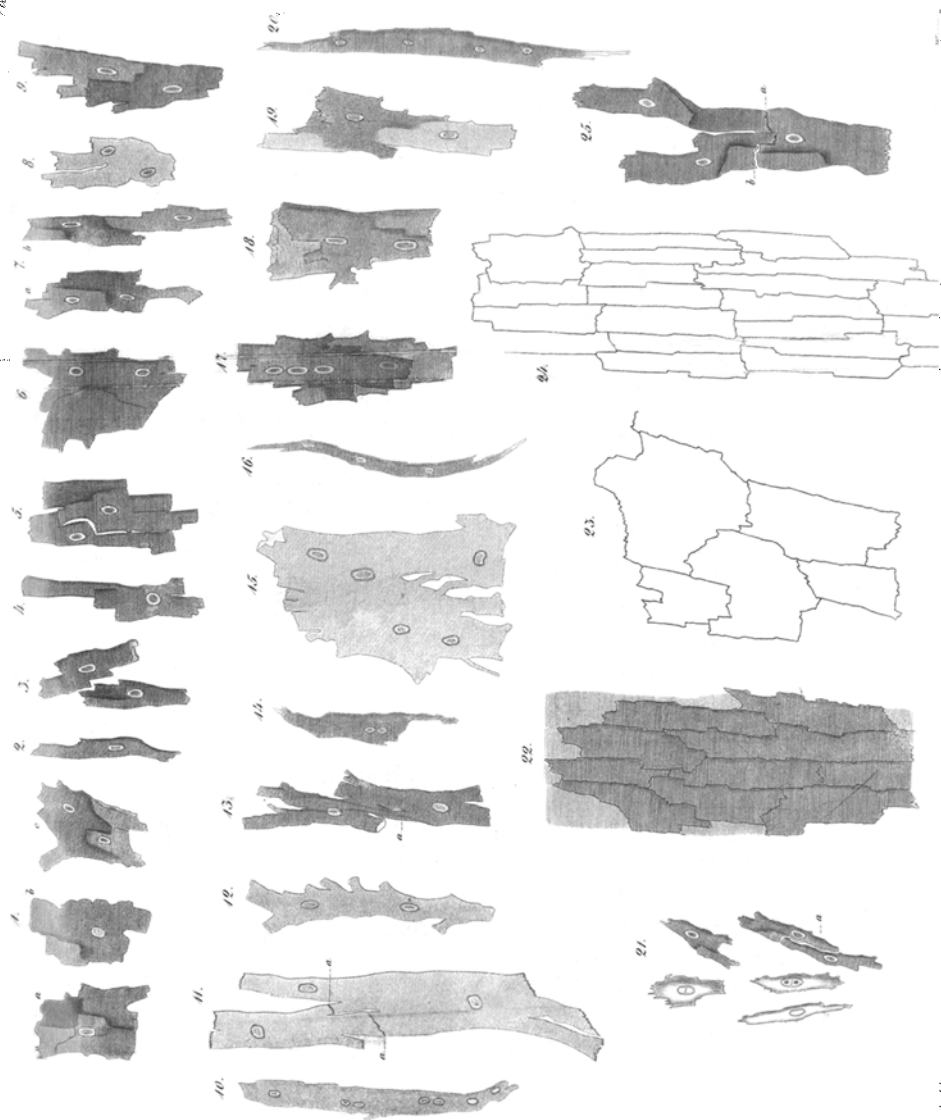 1. a b c 2. 3. 4. 5. 6. 7. a b 8. 9.
10. 11. a a 12. 13. a 14. 15. 16. 17. 18. 19. 20.
21. a 22. 23. 24. 25. a b